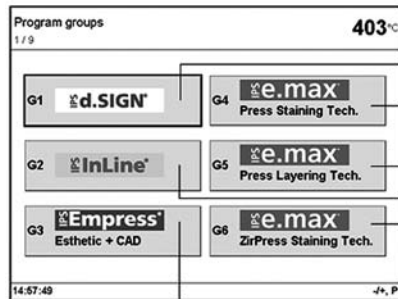 Program groups
1 / 9
403°C
G1 IPS d.SIGN®
G4 IPS e.max®
Press Staining Tech.
G2 IPS InLine®
G5 IPS e.max®
Press Layering Tech.
G3 IPS Empress®
Esthetic + CAD
G6 IPS e.max®
ZirPress Staining Tech.
14:57:49
-/+, P